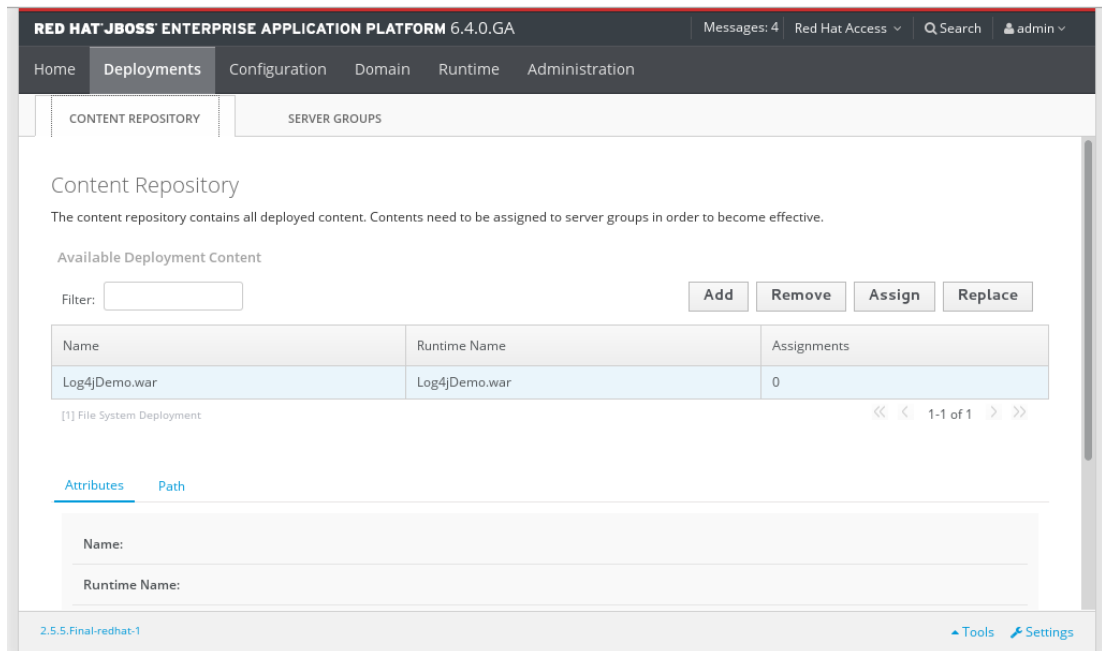 RED HAT JBOSS ENTERPRISE APPLICATION PLATFORM 6.4.0.GA Messages: 4 Red Hat Access Search admin
Home Deployments Configuration Domain Runtime Administration
CONTENT REPOSITORY SERVER GROUPS
Content Repository
The content repository contains all deployed content. Contents need to be assigned to server groups in order to become effective.
Available Deployment Content
Filter: Add Remove Assign Replace
Name Runtime Name Assignments
Log4jDemo.war Log4jDemo.war 0
[1] File System Deployment 1-1 of 1
Attributes Path
Name:
Runtime Name:
2.5.5.Final-redhat-1 Tools Settings